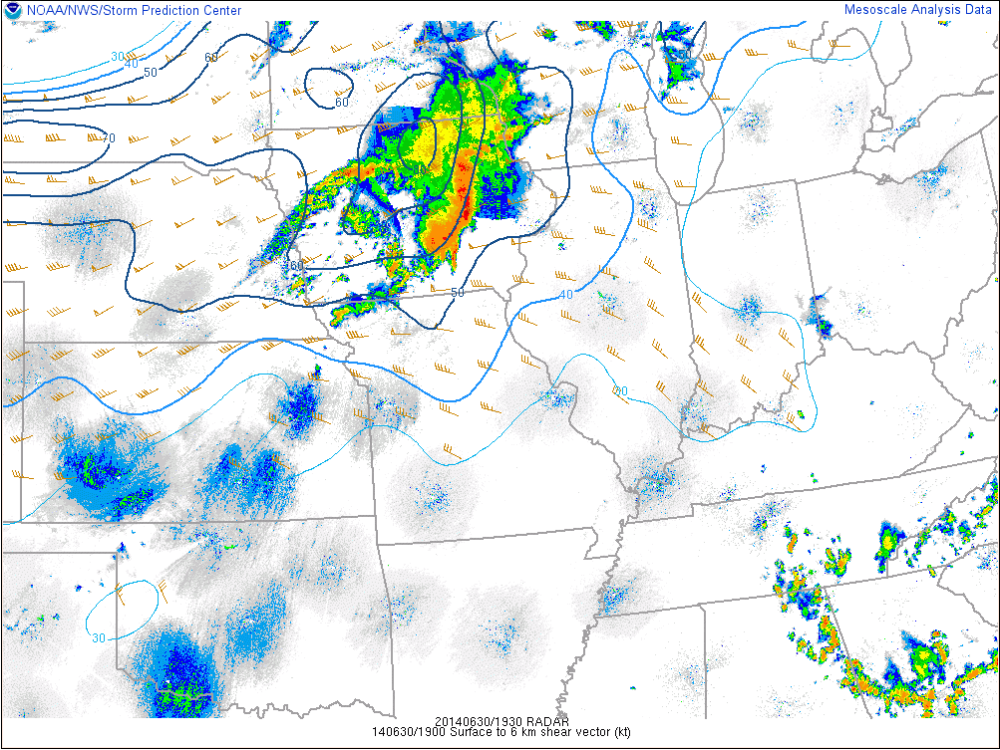 NOAA/NWS/Storm Prediction Center
Mesoscale Analysis Data
30
40
50
60
60
70
60
50
40
30
30
20140630/1930 RADAR
140630/1900 Surface to 6 km shear vector (kt)